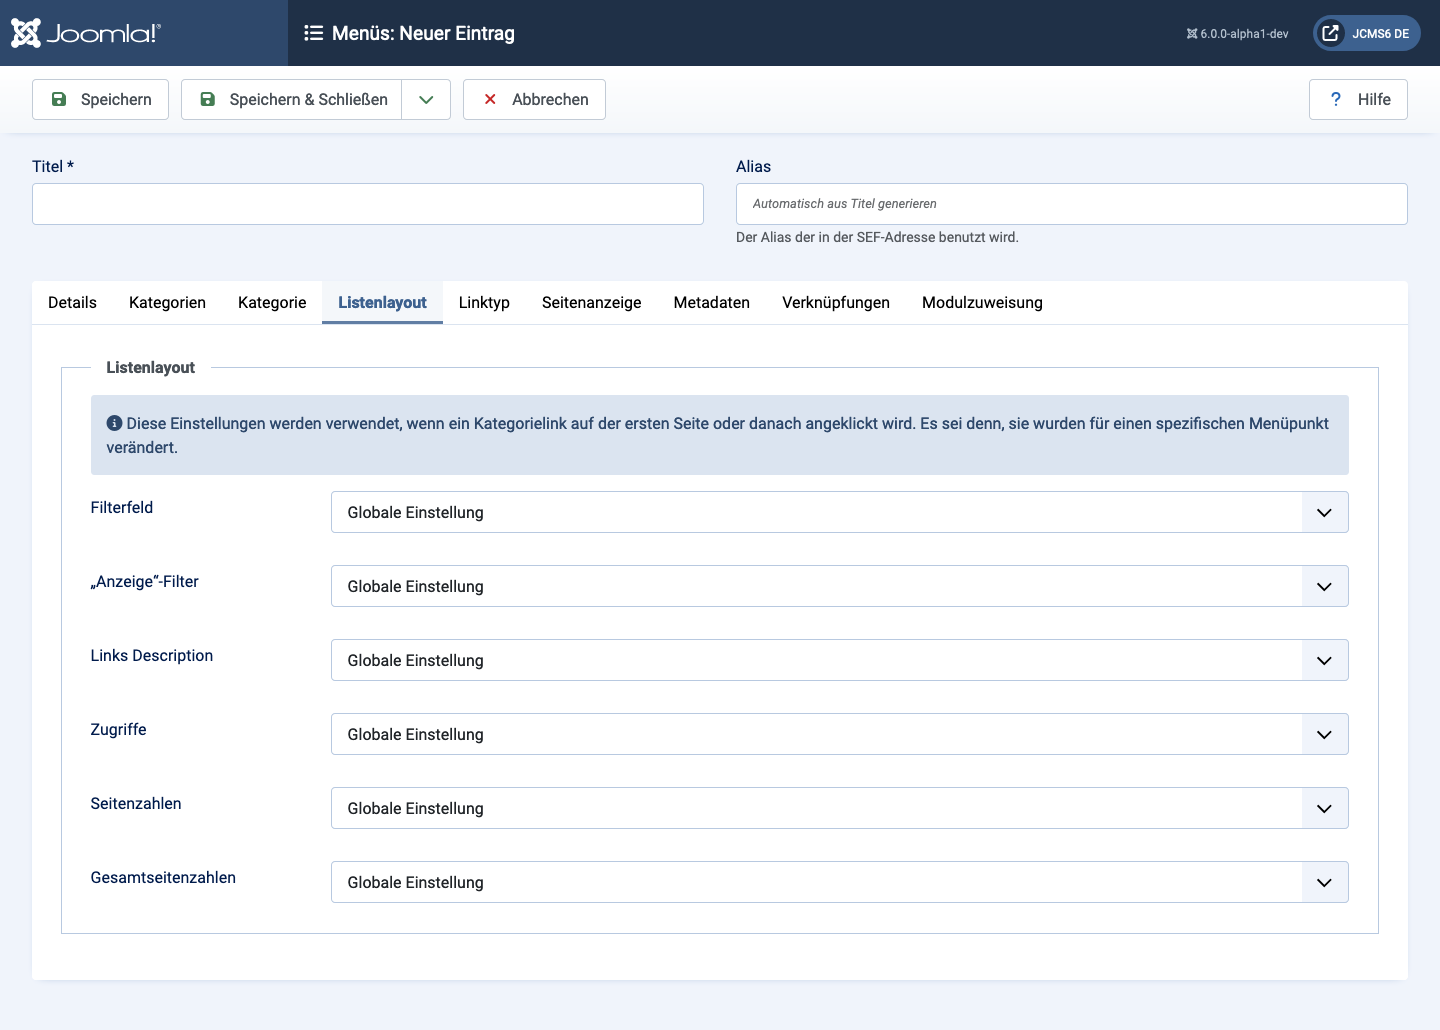 Joomla!®
Menüs: Neuer Eintrag
6.0.0-alpha1-dev
JCMS6 DE
Speichern
Speichern & Schließen
Abbrechen
? Hilfe
Titel *
Alias
Automatisch aus Titel generieren
Der Alias der in der SEF-Adresse benutzt wird.
Details Kategorien Kategorie Listenlayout Linktyp Seitenanzeige Metadaten Verknüpfungen Modulzuweisung
Listenlayout
Diese Einstellungen werden verwendet, wenn ein Kategorielink auf der ersten Seite oder danach angeklickt wird. Es sei denn, sie wurden für einen spezifischen Menüpunkt
verändert.
Filterfeld
Globale Einstellung
„Anzeige“-Filter
Globale Einstellung
Links Description
Globale Einstellung
Zugriffe
Globale Einstellung
Seitenzahlen
Globale Einstellung
Gesamtseitenzahlen
Globale Einstellung